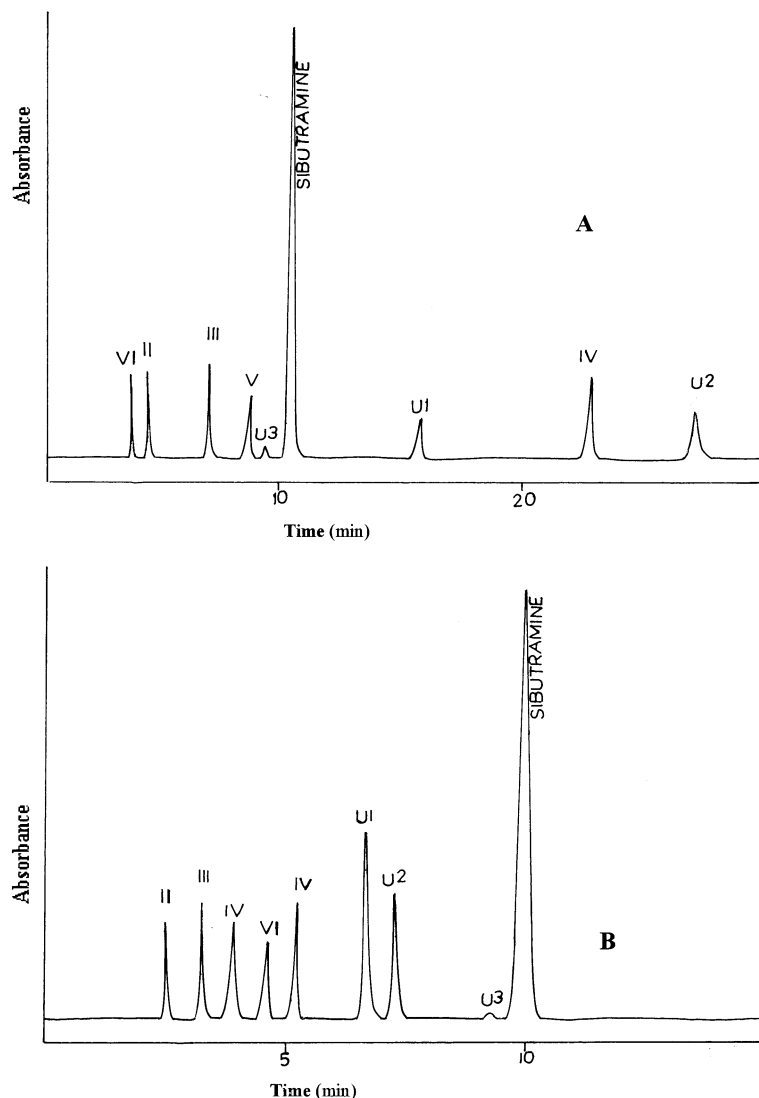 Absorbance
VI
II
III
V
U3
SIBUTRAMINE
U1
IV
U2
A
10
20
Time (min)
Absorbance
II
III
IV
VI
IV
U1
U2
U3
SIBUTRAMINE
B
5
10
Time (min)